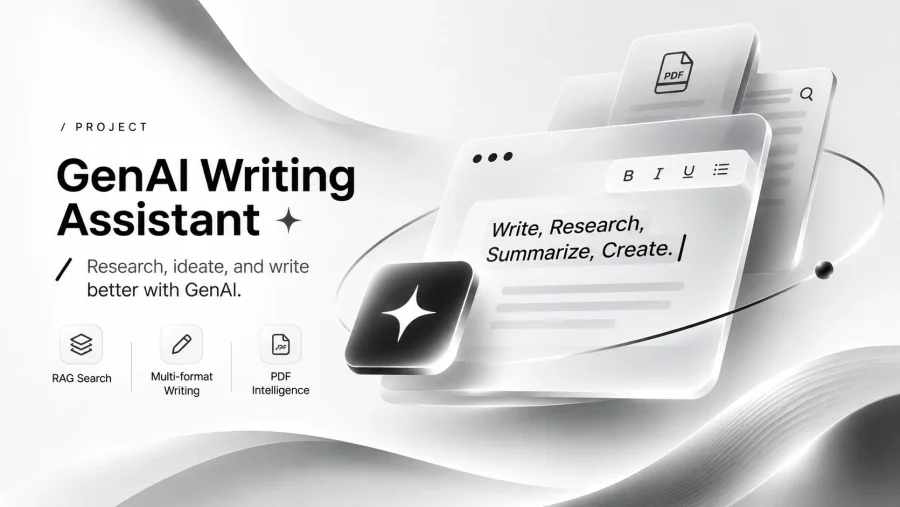 / PROJECT
GenAI Writing
Assistant
Research, ideate, and write
better with GenAI.
RAG Search
Multi-format
Writing
PDF
Intelligence
PDF
B I U
Write, Research,
Summarize, Create.